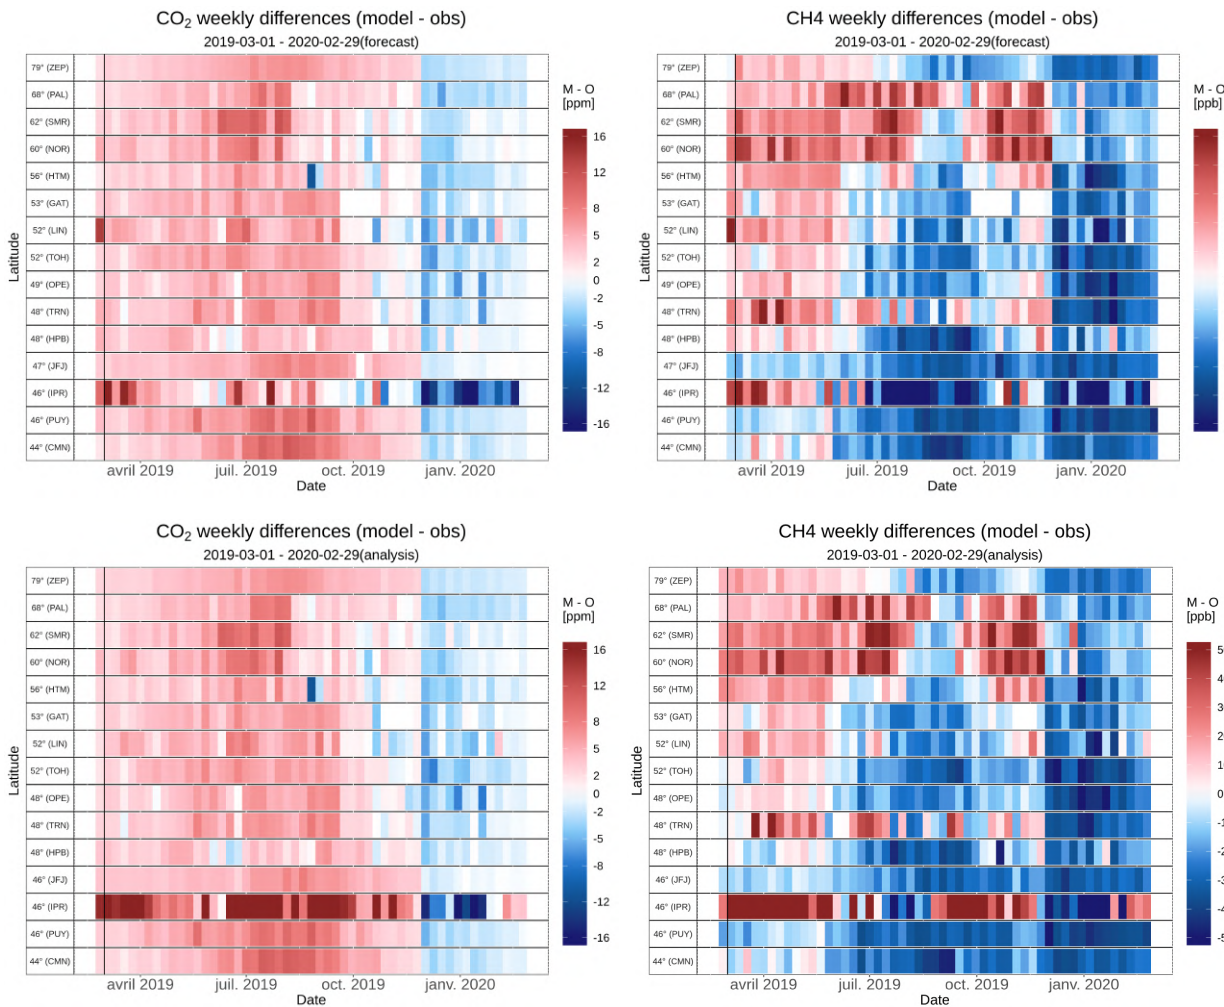 CO2 weekly differences (model - obs)
2019-03-01 - 2020-02-29(forecast)
Latitude
79° (ZEP)
68° (PAL)
62° (SMR)
60° (NOR)
56° (HTM)
53° (GAT)
52° (LIN)
52° (TOH)
49° (OPE)
48° (TRN)
48° (HPB)
47° (JFJ)
46° (IPR)
46° (PUY)
44° (CMN)
avril 2019 juil. 2019 oct. 2019 janv. 2020
Date
M - O
[ppm]
16
12
8
5
2
0
-2
-5
-8
-12
-16
CH4 weekly differences (model - obs)
2019-03-01 - 2020-02-29(forecast)
Latitude
79° (ZEP)
68° (PAL)
62° (SMR)
60° (NOR)
56° (HTM)
53° (GAT)
52° (LIN)
52° (TOH)
49° (OPE)
48° (TRN)
48° (HPB)
47° (JFJ)
46° (IPR)
46° (PUY)
44° (CMN)
avril 2019 juil. 2019 oct. 2019 janv. 2020
Date
M - O
[ppb]
CO2 weekly differences (model - obs)
2019-03-01 - 2020-02-29(analysis)
Latitude
79° (ZEP)
68° (PAL)
62° (SMR)
60° (NOR)
56° (HTM)
53° (GAT)
52° (LIN)
52° (TOH)
48° (OPE)
48° (TRN)
48° (HPB)
46° (JFJ)
46° (IPR)
46° (PUY)
44° (CMN)
avril 2019 juil. 2019 oct. 2019 janv. 2020
Date
M - O
[ppm]
16
12
8
5
2
0
-2
-5
-8
-12
-16
CH4 weekly differences (model - obs)
2019-03-01 - 2020-02-29(analysis)
Latitude
79° (ZEP)
68° (PAL)
62° (SMR)
60° (NOR)
56° (HTM)
53° (GAT)
52° (LIN)
52° (TOH)
48° (OPE)
48° (TRN)
48° (HPB)
46° (JFJ)
46° (IPR)
46° (PUY)
44° (CMN)
avril 2019 juil. 2019 oct. 2019 janv. 2020
Date
M - O
[ppb]
0